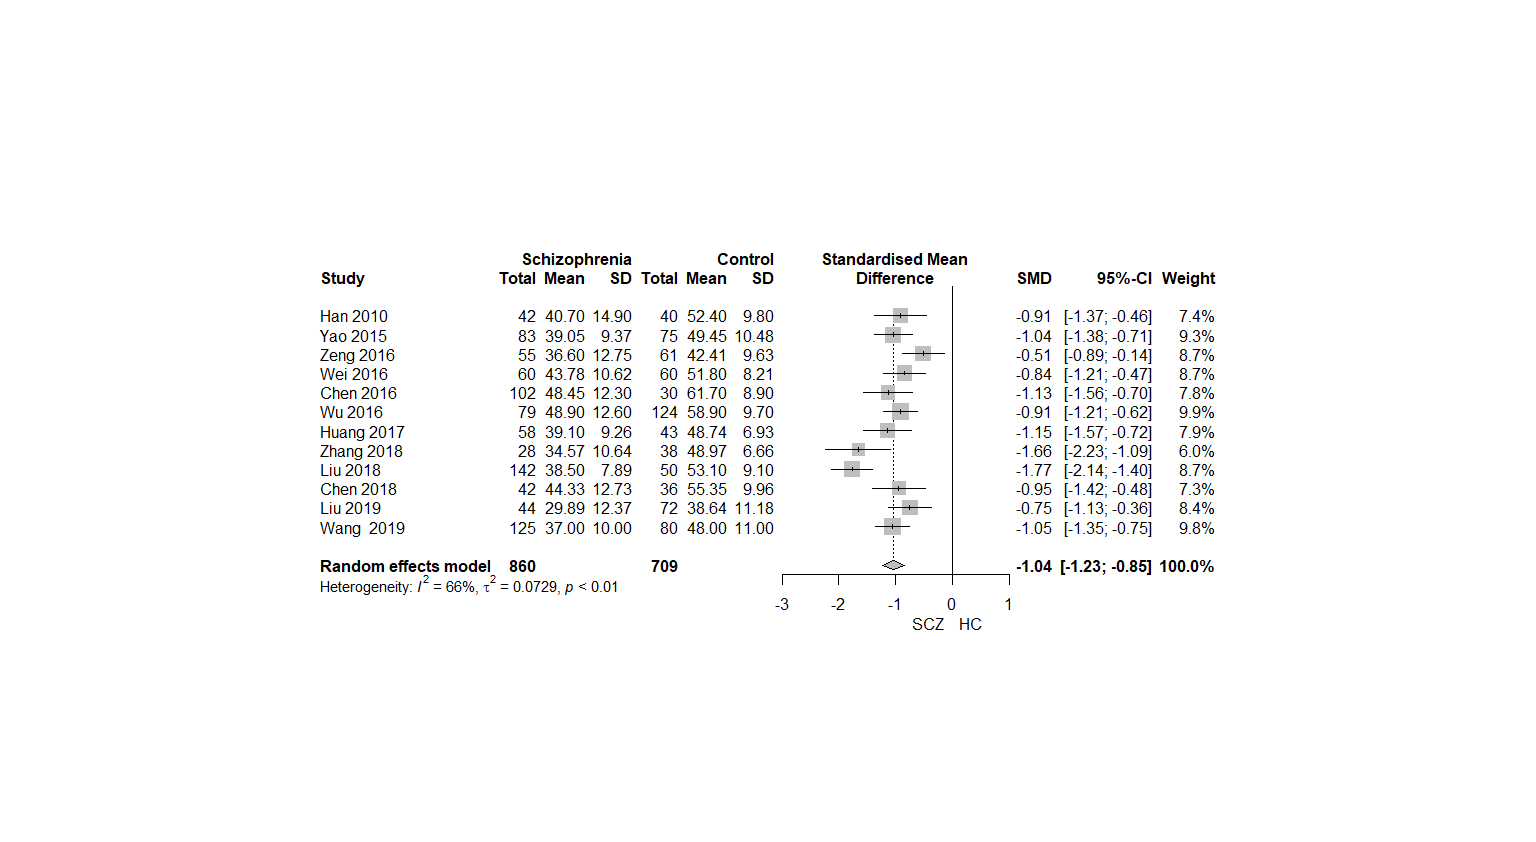 Schizophrenia Control Standardised Mean
Study Total Mean SD Total Mean SD Difference SMD 95%-CI Weight
Han 2010 42 40.70 14.90 40 52.40 9.80 -0.91 [-1.37; -0.46] 7.4%
Yao 2015 83 39.05 9.37 75 49.45 10.48 -1.04 [-1.38; -0.71] 9.3%
Zeng 2016 55 36.60 12.75 61 42.41 9.63 -0.51 [-0.89; -0.14] 8.7%
Wei 2016 60 43.78 10.62 60 51.80 8.21 -0.84 [-1.21; -0.47] 8.7%
Chen 2016 102 48.45 12.30 30 61.70 8.90 -1.13 [-1.56; -0.70] 7.8%
Wu 2016 79 48.90 12.60 124 58.90 9.70 -0.91 [-1.21; -0.62] 9.9%
Huang 2017 58 39.10 9.26 43 48.74 6.93 -1.15 [-1.57; -0.72] 7.9%
Zhang 2018 28 34.57 10.64 38 48.97 6.66 -1.66 [-2.23; -1.09] 6.0%
Liu 2018 142 38.50 7.89 50 53.10 9.10 -1.77 [-2.14; -1.40] 8.7%
Chen 2018 42 44.33 12.73 36 55.35 9.96 -0.95 [-1.42; -0.48] 7.3%
Liu 2019 44 29.89 12.37 72 38.64 11.18 -0.75 [-1.13; -0.36] 8.4%
Wang 2019 125 37.00 10.00 80 48.00 11.00 -1.05 [-1.35; -0.75] 9.8%
Random effects model 860 709 -1.04 [-1.23; -0.85] 100.0%
Heterogeneity: I² = 66%, τ² = 0.0729, p < 0.01
-3 -2 -1 0 1
SCZ HC